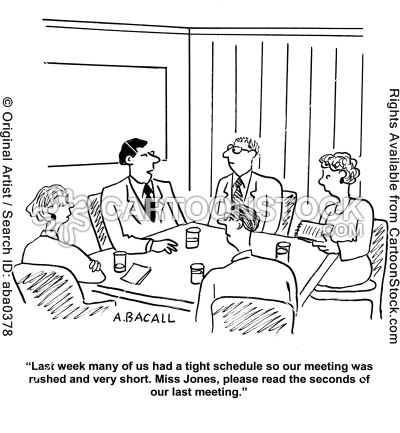 © Original Artist / Search ID: aba0378
Rights Available from CartoonStock.com
CARTOONSTOCK
.com
A.BACALL
“Last week many of us had a tight schedule so our meeting was
rushed and very short. Miss Jones, please read the seconds of
our last meeting.”